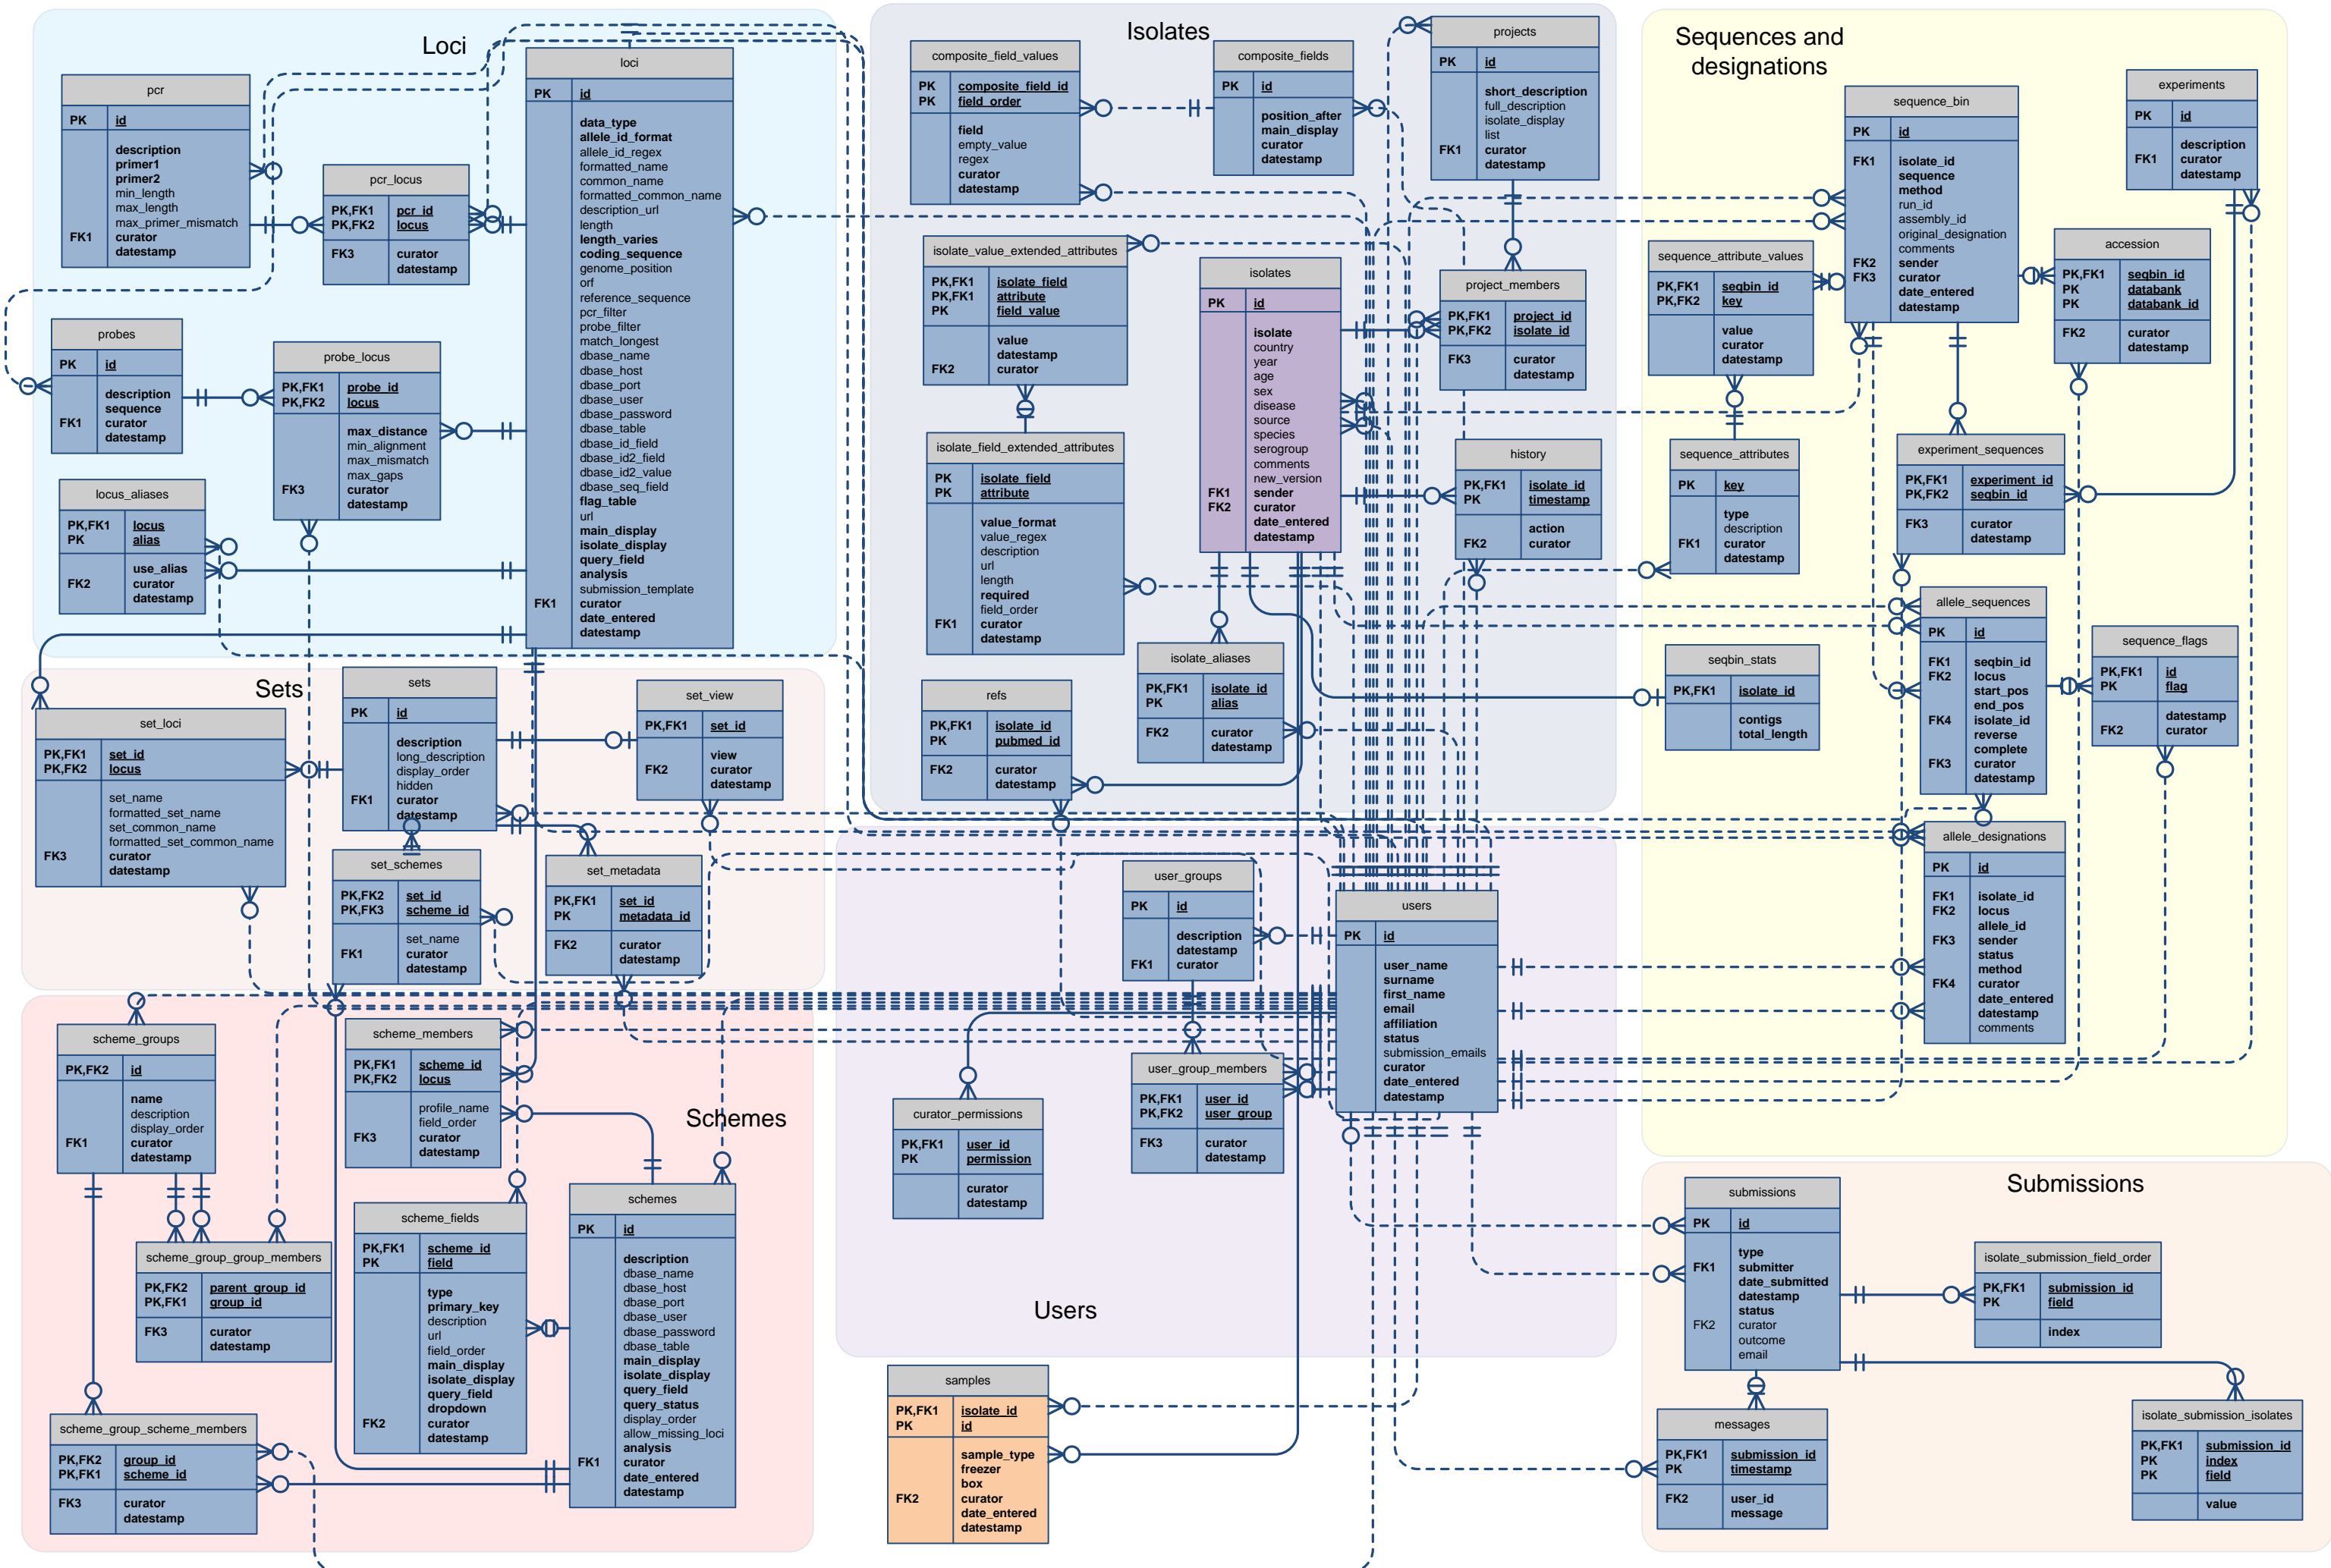 Loci
pcr
PK id
description
primer1
primer2
min_length
max_length
max_primer_mismatch
FK1 curator
datestamp
pcr_locus
PK,FK1 pcr_id
PK,FK2 locus
FK3 curator
datestamp
probes
PK id
description
sequence
FK1 curator
datestamp
probe_locus
PK,FK1 probe_id
PK,FK2 locus
max_distance
min_alignment
max_mismatch
max_gaps
FK3 curator
datestamp
locus_aliases
PK,FK1 locus
PK alias
use_alias
FK2 curator
datestamp
loci
PK id
data_type
allele_id_format
allele_id_regex
formatted_name
common_name
formatted_common_name
description_url
length
length_varies
coding_sequence
genome_position
orf
reference_sequence
pcr_filter
probe_filter
match_longest
dbase_name
dbase_host
dbase_port
dbase_user
dbase_password
dbase_table
dbase_id_field
dbase_id2_field
dbase_id2_value
dbase_seq_field
flag_table
url
main_display
isolate_display
query_field
analysis
submission_template
FK1 curator
date_entered
datestamp
Sets
set_loci
PK,FK1 set_id
PK,FK2 locus
set_name
formatted_set_name
set_common_name
formatted_set_common_name
FK3 curator
datestamp
sets
PK id
description
long_description
display_order
hidden
FK1 curator
datestamp
set_view
PK,FK1 set_id
view
FK2 curator
datestamp
set_schemes
PK,FK2 set_id
PK,FK3 scheme_id
set_name
FK1 curator
datestamp
set_metadata
PK,FK1 set_id
PK metadata_id
FK2 curator
datestamp
Schemes
scheme_groups
PK,FK2 id
name
description
display_order
FK1 curator
datestamp
scheme_members
PK,FK1 scheme_id
PK,FK2 locus
profile_name
field_order
FK3 curator
datestamp
scheme_group_group_members
PK,FK2 parent_group_id
PK,FK1 group_id
FK3 curator
datestamp
scheme_fields
PK,FK1 scheme_id
PK field
type
primary_key
description
url
field_order
main_display
isolate_display
query_field
dropdown
FK2 curator
datestamp
schemes
PK id
description
dbase_name
dbase_host
dbase_port
dbase_user
dbase_password
dbase_table
main_display
isolate_display
query_field
query_status
display_order
allow_missing_loci
analysis
FK1 curator
date_entered
datestamp
scheme_group_scheme_members
PK,FK2 group_id
PK,FK1 scheme_id
FK3 curator
datestamp
Isolates
composite_field_values
PK composite_field_id
PK field_order
field
empty_value
regex
curator
datestamp
composite_fields
PK id
position_after
main_display
curator
datestamp
projects
PK id
short_description
full_description
isolate_display
list
FK1 curator
datestamp
isolate_value_extended_attributes
PK,FK1 isolate_field
PK,FK1 attribute
PK field_value
value
datestamp
FK2 curator
isolates
PK id
isolate
country
year
age
sex
disease
source
species
serogroup
comments
new_version
FK1 sender
FK2 curator
date_entered
datestamp
project_members
PK,FK1 project_id
PK,FK2 isolate_id
FK3 curator
datestamp
isolate_field_extended_attributes
PK isolate_field
PK attribute
value_format
value_regex
description
url
length
required
field_order
FK1 curator
datestamp
history
PK,FK1 isolate_id
PK timestamp
action
FK2 curator
isolate_aliases
PK,FK1 isolate_id
PK alias
FK2 curator
datestamp
refs
PK,FK1 isolate_id
PK pubmed_id
FK2 curator
datestamp
Users
user_groups
PK id
description
datestamp
FK1 curator
users
PK id
user_name
surname
first_name
email
affiliation
status
submission_emails
curator
date_entered
datestamp
curator_permissions
PK,FK1 user_id
PK permission
curator
datestamp
user_group_members
PK,FK1 user_id
PK,FK2 user_group
FK3 curator
datestamp
samples
PK,FK1 isolate_id
PK id
sample_type
freezer
box
FK2 curator
date_entered
datestamp
Sequences and
designations
sequence_bin
PK id
FK1 isolate_id
sequence
method
run_id
assembly_id
original_designation
comments
FK2 sender
FK3 curator
date_entered
datestamp
experiments
PK id
description
FK1 curator
datestamp
sequence_attribute_values
PK,FK1 seqbin_id
PK,FK2 key
value
curator
datestamp
accession
PK,FK1 seqbin_id
PK databank
PK databank_id
FK2 curator
datestamp
sequence_attributes
PK key
type
description
FK1 curator
datestamp
experiment_sequences
PK,FK1 experiment_id
PK,FK2 seqbin_id
FK3 curator
datestamp
allele_sequences
PK id
FK1 seqbin_id
FK2 locus
start_pos
end_pos
FK4 isolate_id
reverse
complete
FK3 curator
datestamp
sequence_flags
PK,FK1 id
PK flag
datestamp
FK2 curator
seqbin_stats
PK,FK1 isolate_id
contigs
total_length
allele_designations
PK id
FK1 isolate_id
FK2 locus
allele_id
FK3 sender
status
method
FK4 curator
date_entered
datestamp
comments
Submissions
submissions
PK id
type
FK1 submitter
date_submitted
datestamp
status
FK2 curator
outcome
email
isolate_submission_field_order
PK,FK1 submission_id
PK field
index
messages
PK,FK1 submission_id
PK timestamp
FK2 user_id
message
isolate_submission_isolates
PK,FK1 submission_id
PK index
PK field
value